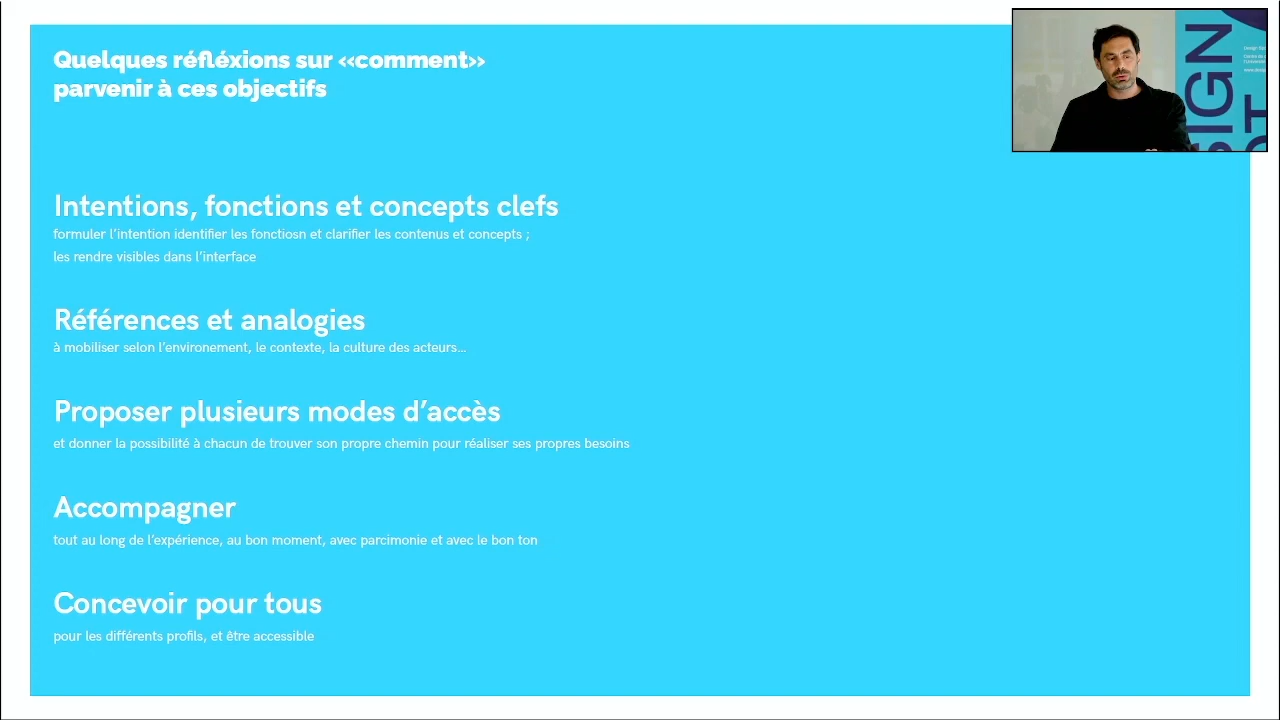 Quelques réfléxions sur «comment»
parvenir à ces objectifs
Intentions, fonctions et concepts clefs
formuler l'intention identifier les fonctiosn et clarifier les contenus et concepts ;
les rendre visibles dans l'interface
Références et analogies
à mobiliser selon l'environement, le contexte, la culture des acteurs...
Proposer plusieurs modes d'accès
et donner la possibilité à chacun de trouver son propre chemin pour réaliser ses propres besoins
Accompagner
tout au long de l'expérience, au bon moment, avec parcimonie et avec le bon ton
Concevoir pour tous
pour les différents profils, et être accessible
SIGN
OT